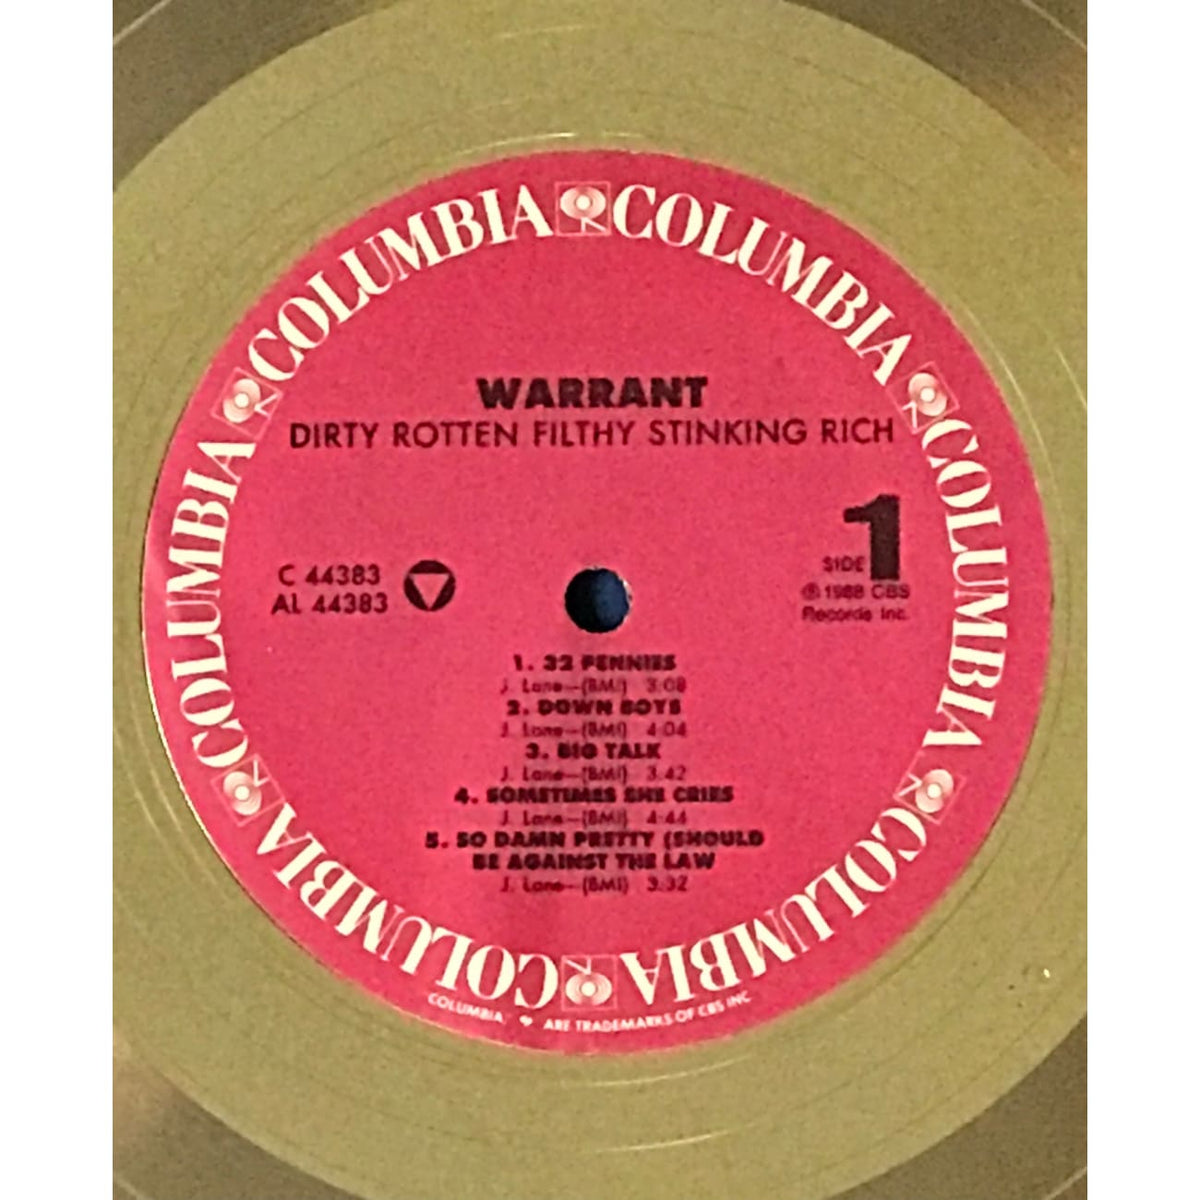 COLUMBIA COLUMBIA COLUMBIA COLUMBIA COLUMBIA COLUMBIA
WARRANT
DIRTY ROTTEN FILTHY STINKING RICH
C 44383
AL 44383
SIDE 1
℗ 1988 CBS
Records Inc.
1. 32 PENNIES
J. Lane—(BMI) 3:08
2. DOWN BOYS
J. Lane—(BMI) 4:04
3. BIG TALK
J. Lane—(BMI) 3:42
4. SOMETIMES SHE CRIES
J. Lane—(BMI) 4:44
5. SO DAMN PRETTY (SHOULD
BE AGAINST THE LAW
J. Lane—(BMI) 3:32
COLUMBIA, ARE TRADEMARKS OF CBS INC.